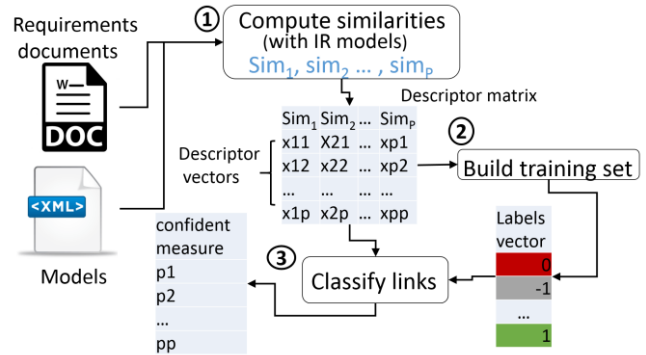 Requirements
documents
W
DOC
<XML>
Models
1
Compute similarities
(with IR models)
Sim1, sim2 ... , simP
Descriptor matrix
Sim1 Sim2 ... SimP
x11 X21 ... xp1
x12 x22 ... xp2
... ... ... ...
x1p x2p ... xpp
Descriptor
vectors
2
Build training set
Labels
vector
0
-1
...
1
3
Classify links
confident
measure
p1
p2
...
pp